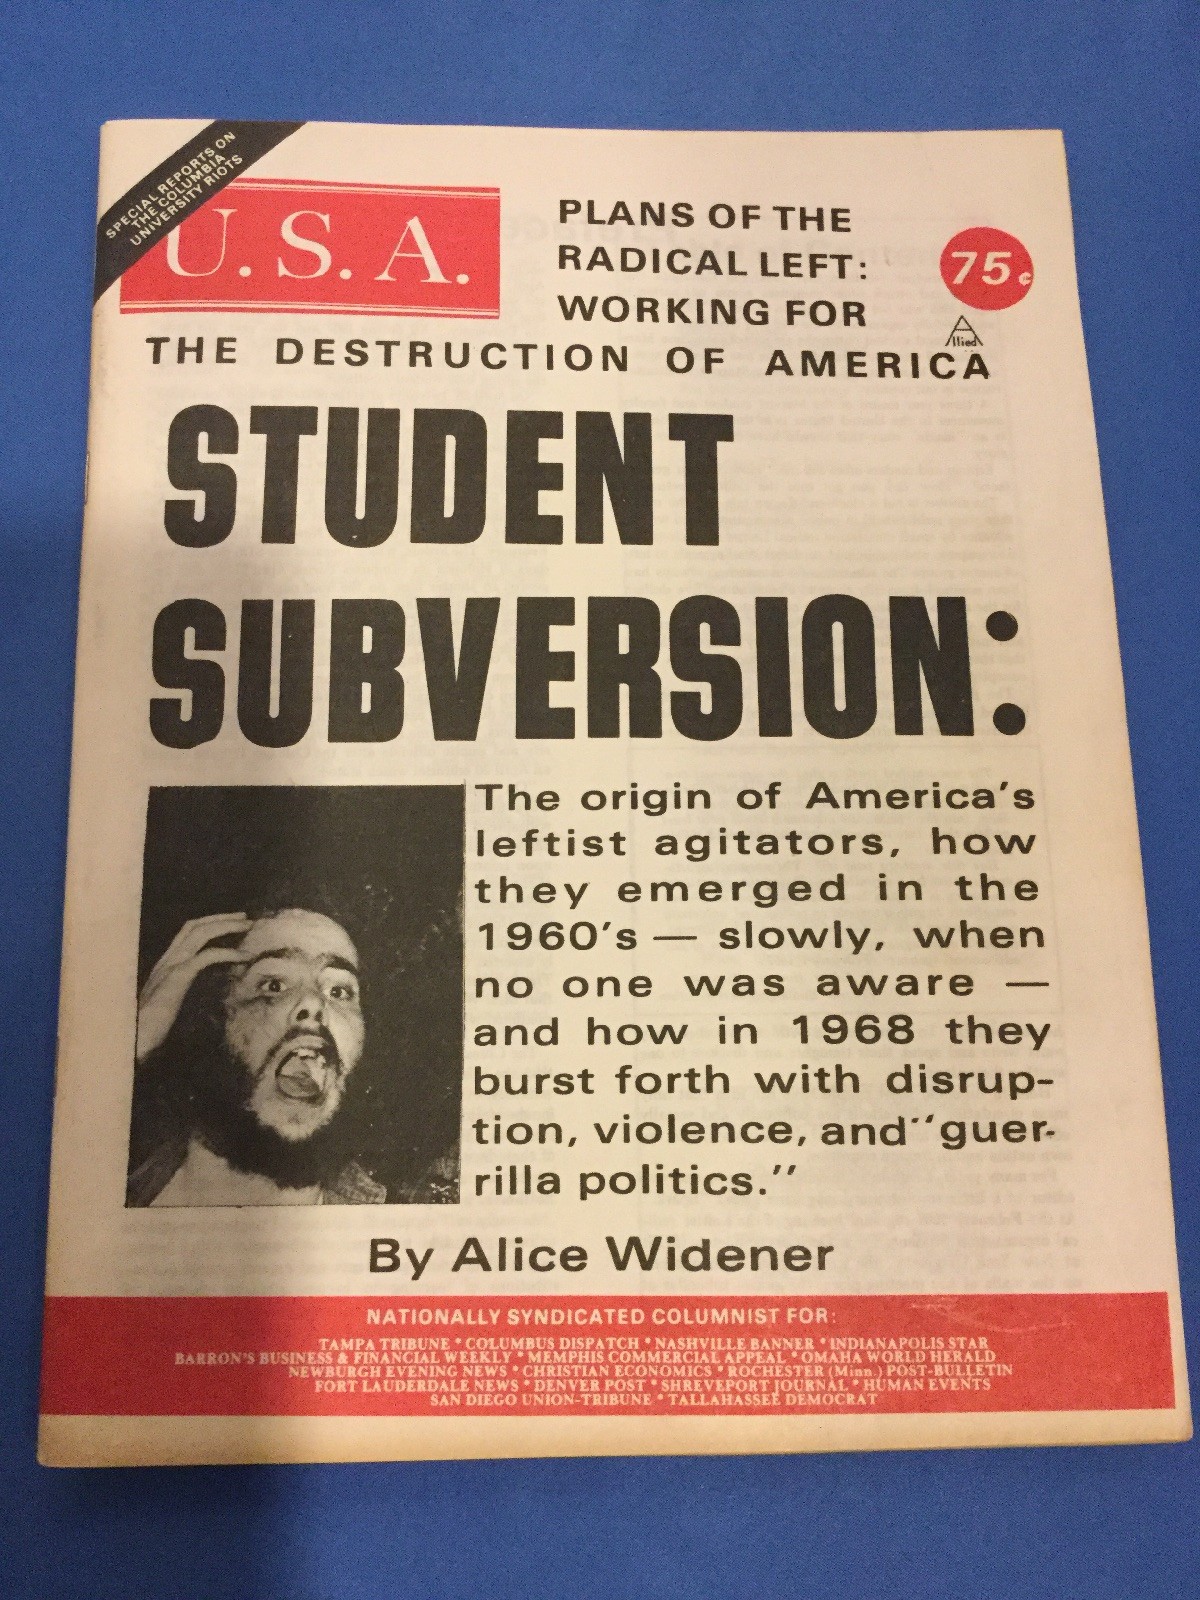 SPECIAL REPORTS ON
THE COLUMBIA
UNIVERSITY RIOTS
U.S.A.
PLANS OF THE
RADICAL LEFT:
WORKING FOR
75¢
Allied
THE DESTRUCTION OF AMERICA
STUDENT
SUBVERSION:
The origin of America's
leftist agitators, how
they emerged in the
1960's — slowly, when
no one was aware —
and how in 1968 they
burst forth with disrup-
tion, violence, and "guer-
rilla politics."
By Alice Widener
NATIONALLY SYNDICATED COLUMNIST FOR:
TAMPA TRIBUNE * COLUMBUS DISPATCH * NASHVILLE BANNER * INDIANAPOLIS STAR
BARRON'S BUSINESS & FINANCIAL WEEKLY * MEMPHIS COMMERCIAL APPEAL * OMAHA WORLD HERALD
NEWBURGH EVENING NEWS * CHRISTIAN ECONOMICS * ROCHESTER (Minn.) POST-BULLETIN
FORT LAUDERDALE NEWS * DENVER POST * SHREVEPORT JOURNAL * HUMAN EVENTS
SAN DIEGO UNION-TRIBUNE * TALLAHASSEE DEMOCRAT